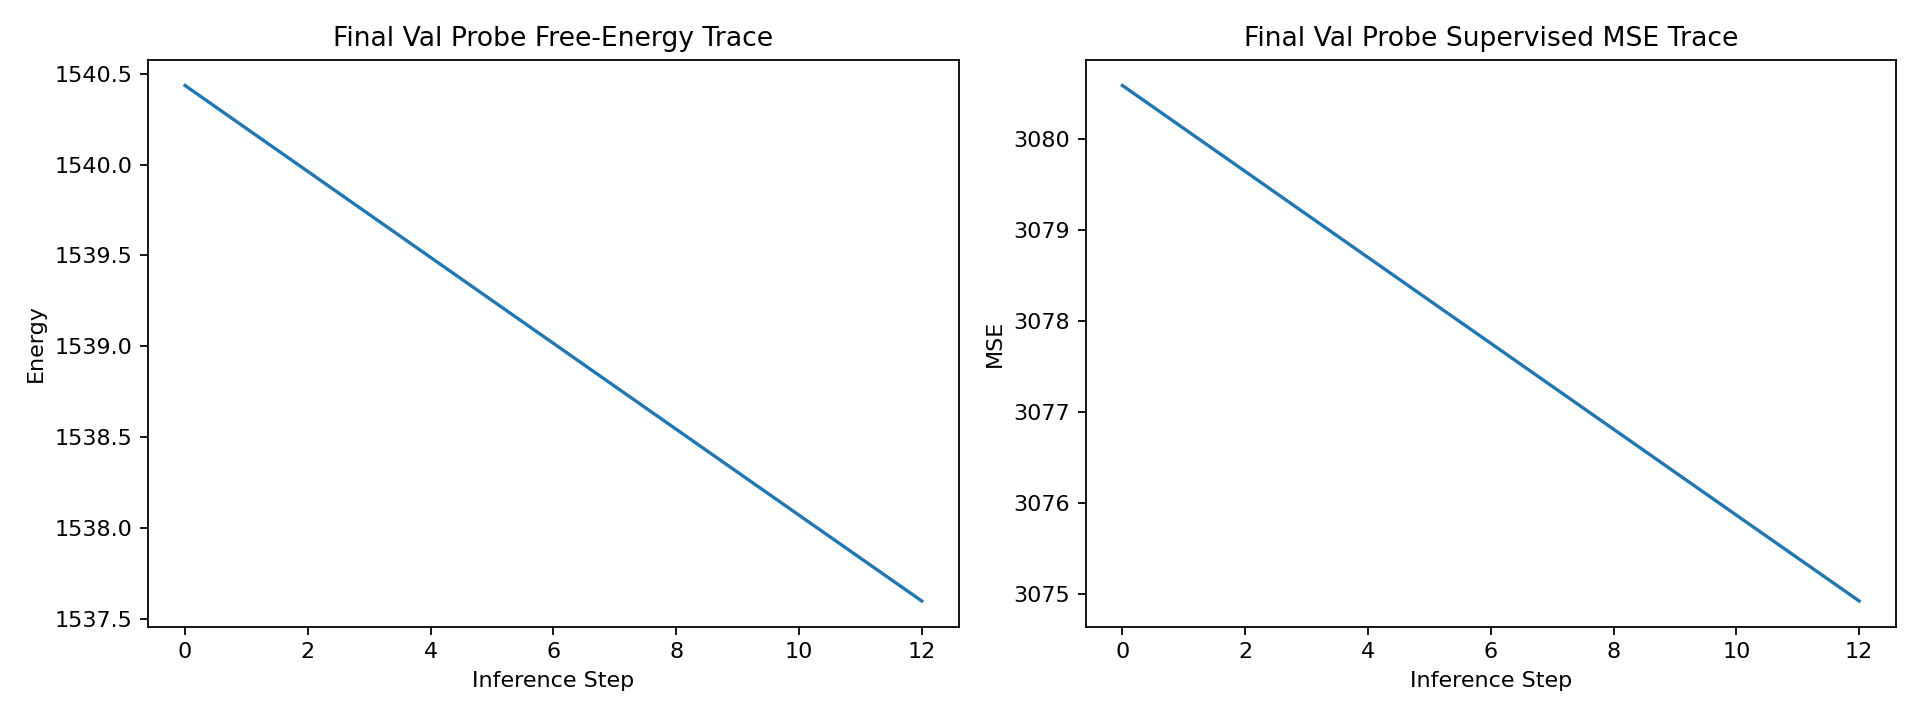 Final Val Probe Free-Energy Trace
1540.5
1540.0
1539.5
1539.0
1538.5
1538.0
1537.5
Energy
0 2 4 6 8 10 12
Inference Step
Final Val Probe Supervised MSE Trace
3080
3079
3078
3077
3076
3075
MSE
0 2 4 6 8 10 12
Inference Step